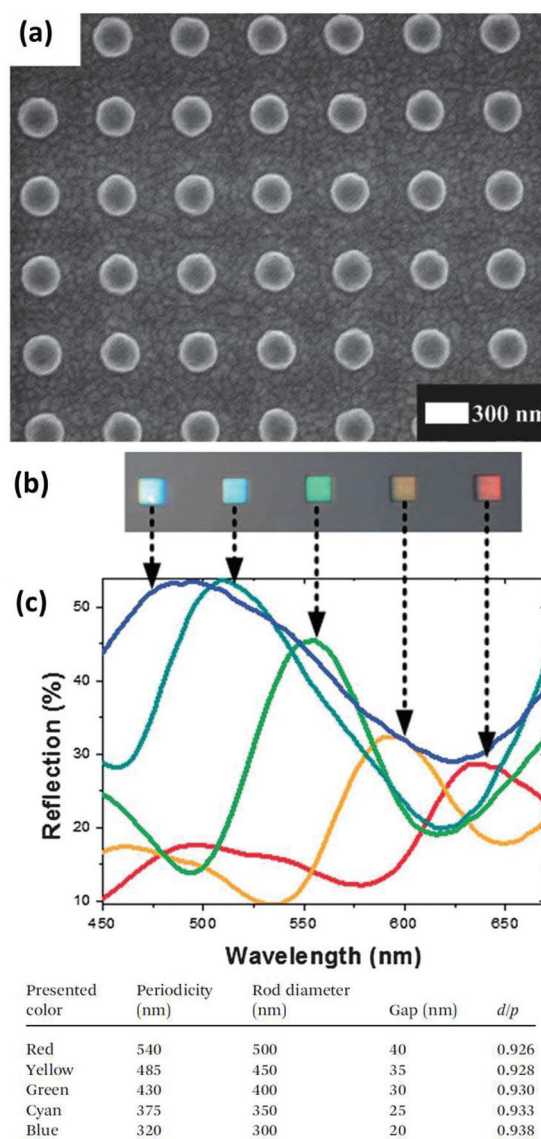 (a)
300 nm
(b)
(c)
50
40
30
20
10
Reflection (%)
450 500 550 600 650
Wavelength (nm)
Presented color Periodicity (nm) Rod diameter (nm) Gap (nm) d/p
Red 540 500 40 0.926
Yellow 485 450 35 0.928
Green 430 400 30 0.930
Cyan 375 350 25 0.933
Blue 320 300 20 0.938